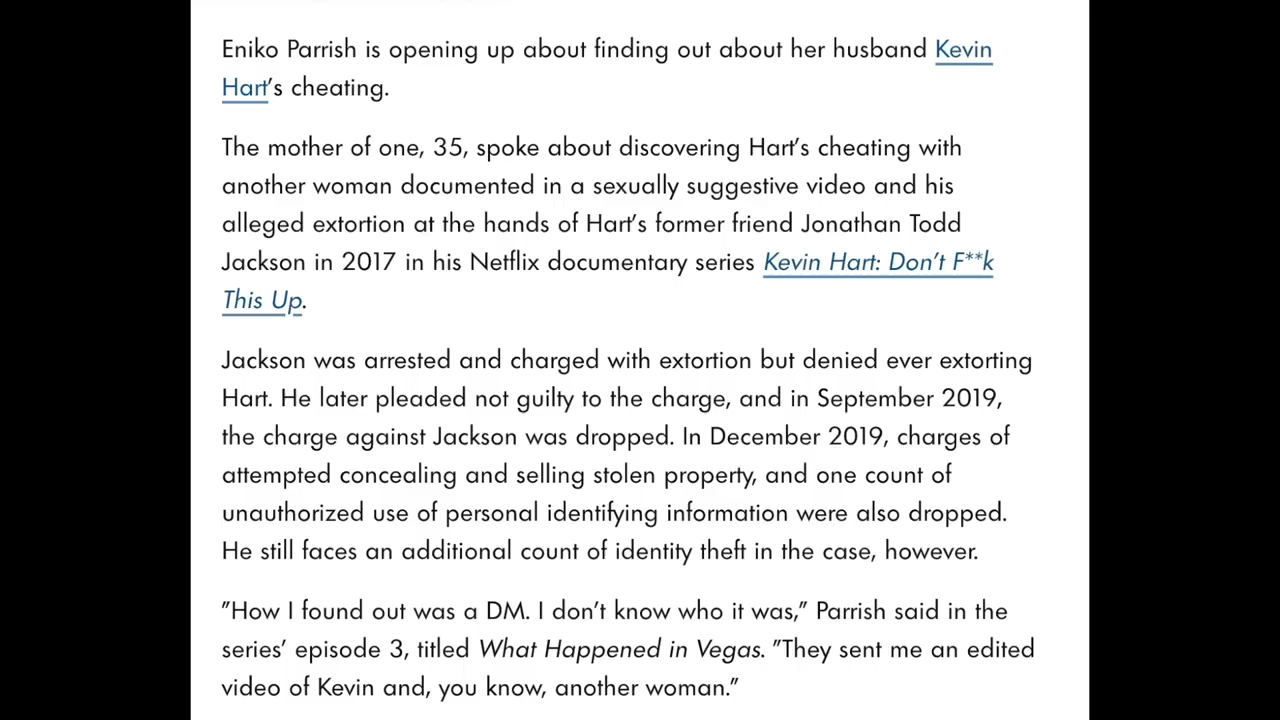 Eniko Parrish is opening up about finding out about her husband Kevin
Hart’s cheating.
The mother of one, 35, spoke about discovering Hart’s cheating with
another woman documented in a sexually suggestive video and his
alleged extortion at the hands of Hart’s former friend Jonathan Todd
Jackson in 2017 in his Netflix documentary series Kevin Hart: Don’t F**k
This Up.
Jackson was arrested and charged with extortion but denied ever extorting
Hart. He later pleaded not guilty to the charge, and in September 2019,
the charge against Jackson was dropped. In December 2019, charges of
attempted concealing and selling stolen property, and one count of
unauthorized use of personal identifying information were also dropped.
He still faces an additional count of identity theft in the case, however.
”How I found out was a DM. I don’t know who it was,” Parrish said in the
series’ episode 3, titled What Happened in Vegas. ”They sent me an edited
video of Kevin and, you know, another woman.”